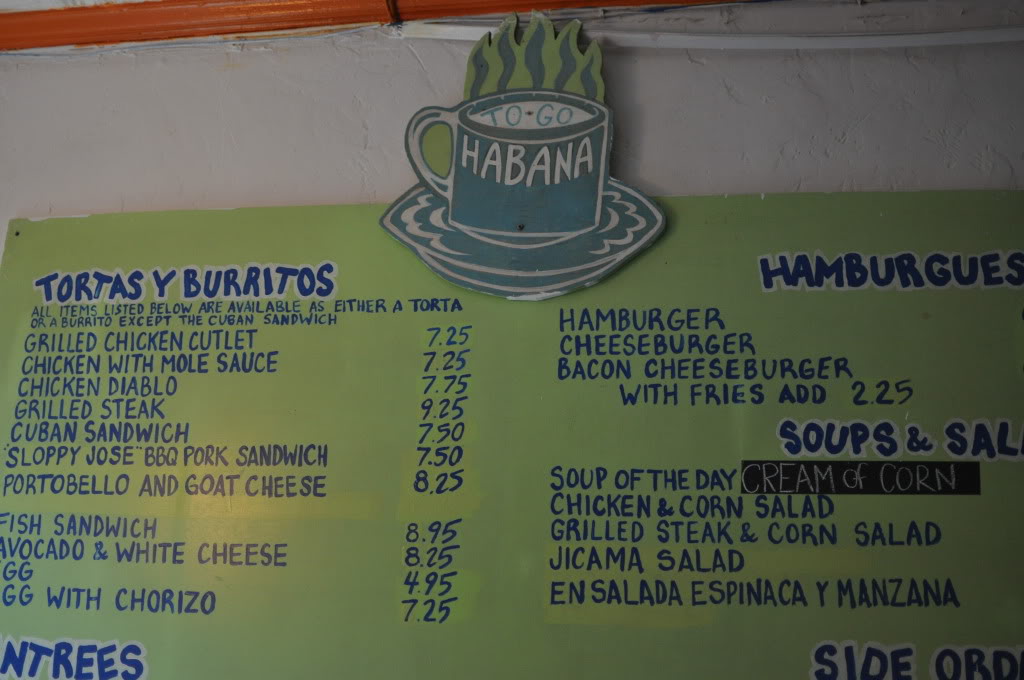 TO-GO
HABANA
TORTAS Y BURRITOS
ALL ITEMS LISTED BELOW ARE AVAILABLE AS EITHER A TORTA
OR A BURRITO EXCEPT THE CUBAN SANDWICH
GRILLED CHICKEN CUTLET 7.25
CHICKEN WITH MOLE SAUCE 7.25
CHICKEN DIABLO 7.75
GRILLED STEAK 9.25
CUBAN SANDWICH 7.50
"SLOPPY JOSE" BBQ PORK SANDWICH 7.50
PORTOBELLO AND GOAT CHEESE 8.25
FISH SANDWICH 8.95
AVOCADO & WHITE CHEESE 8.25
GG 4.95
GG WITH CHORIZO 7.25
NTREES
HAMBURGUES
HAMBURGER
CHEESEBURGER
BACON CHEESEBURGER
WITH FRIES ADD 2.25
SOUPS & SAL
SOUP OF THE DAY CREAM of CORN
CHICKEN & CORN SALAD
GRILLED STEAK & CORN SALAD
JICAMA SALAD
ENSALADA ESPINACA Y MANZANA
SIDE ORD